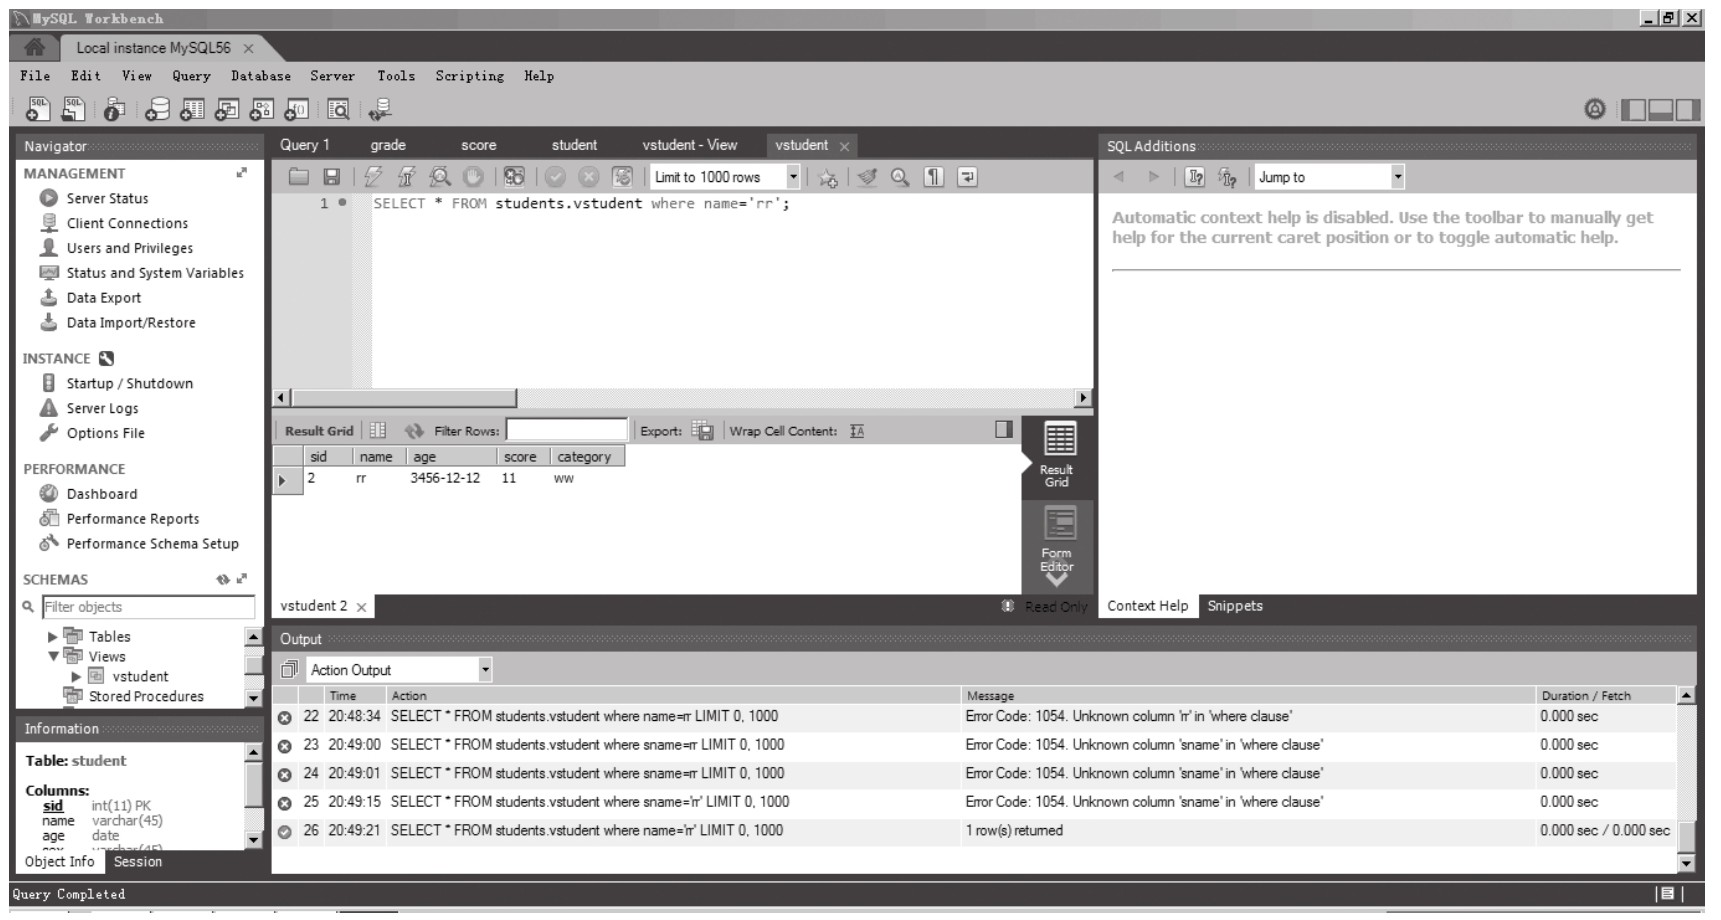 MySQL Workbench
Local instance MySQL56
File Edit View Query Database Server Tools Scripting Help
Navigator
MANAGEMENT
Server Status
Client Connections
Users and Privileges
Status and System Variables
Data Export
Data Import/Restore
INSTANCE
Startup / Shutdown
Server Logs
Options File
PERFORMANCE
Dashboard
Performance Reports
Performance Schema Setup
SCHEMAS
Filter objects
Tables
Views
vstudent
Stored Procedures
Information
Table: student
Columns:
sid int(11) PK
name varchar(45)
age date
Object Info Session
Query 1 grade score student vstudent - View vstudent
Limit to 1000 rows
1 SELECT * FROM students.vstudent where name='rr';
Result Grid Filter Rows: Export: Wrap Cell Content:
sid name age score category
2 rr 3456-12-12 11 ww
Result Grid
Form Editor
vstudent 2
Read Only
SQL Additions
Jump to
Automatic context help is disabled. Use the toolbar to manually get
help for the current caret position or to toggle automatic help.
Context Help Snippets
Output
Action Output
Time Action Message Duration / Fetch
22 20:48:34 SELECT * FROM students.vstudent where name=rr LIMIT 0, 1000 Error Code: 1054. Unknown column 'rr' in 'where clause' 0.000 sec
23 20:49:00 SELECT * FROM students.vstudent where sname=rr LIMIT 0, 1000 Error Code: 1054. Unknown column 'sname' in 'where clause' 0.000 sec
24 20:49:01 SELECT * FROM students.vstudent where sname=rr LIMIT 0, 1000 Error Code: 1054. Unknown column 'sname' in 'where clause' 0.000 sec
25 20:49:15 SELECT * FROM students.vstudent where sname='rr' LIMIT 0, 1000 Error Code: 1054. Unknown column 'sname' in 'where clause' 0.000 sec
26 20:49:21 SELECT * FROM students.vstudent where name='rr' LIMIT 0, 1000 1 row(s) returned 0.000 sec / 0.000 sec
Query Completed